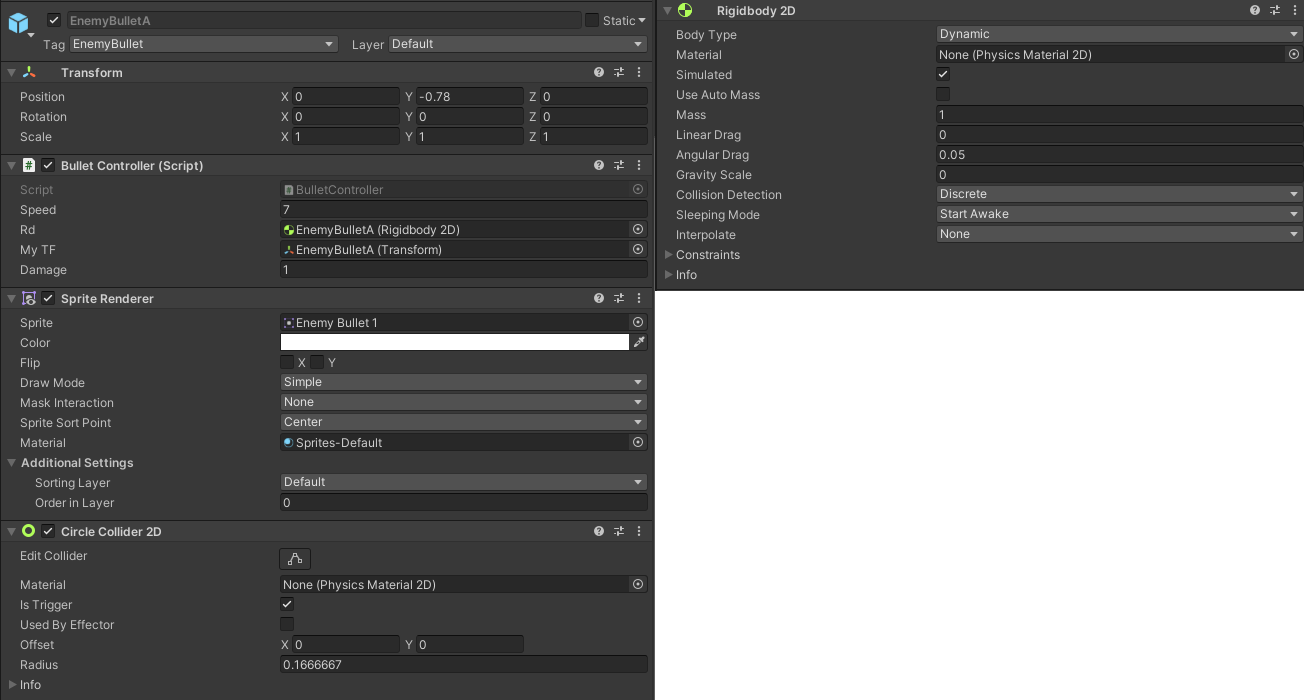 EnemyBulletA Static
Tag EnemyBullet Layer Default
Transform
Position X 0 Y -0.78 Z 0
Rotation X 0 Y 0 Z 0
Scale X 1 Y 1 Z 1
# Bullet Controller (Script)
Script # BulletController
Speed 7
Rd EnemyBulletA (Rigidbody 2D)
My TF EnemyBulletA (Transform)
Damage 1
Sprite Renderer
Sprite Enemy Bullet 1
Color
Flip X Y
Draw Mode Simple
Mask Interaction None
Sprite Sort Point Center
Material Sprites-Default
Additional Settings
Sorting Layer Default
Order in Layer 0
Circle Collider 2D
Edit Collider
Material None (Physics Material 2D)
Is Trigger
Used By Effector
Offset X 0 Y 0
Radius 0.1666667
Info
Rigidbody 2D
Body Type Dynamic
Material None (Physics Material 2D)
Simulated
Use Auto Mass
Mass 1
Linear Drag 0
Angular Drag 0.05
Gravity Scale 0
Collision Detection Discrete
Sleeping Mode Start Awake
Interpolate None
Constraints
Info